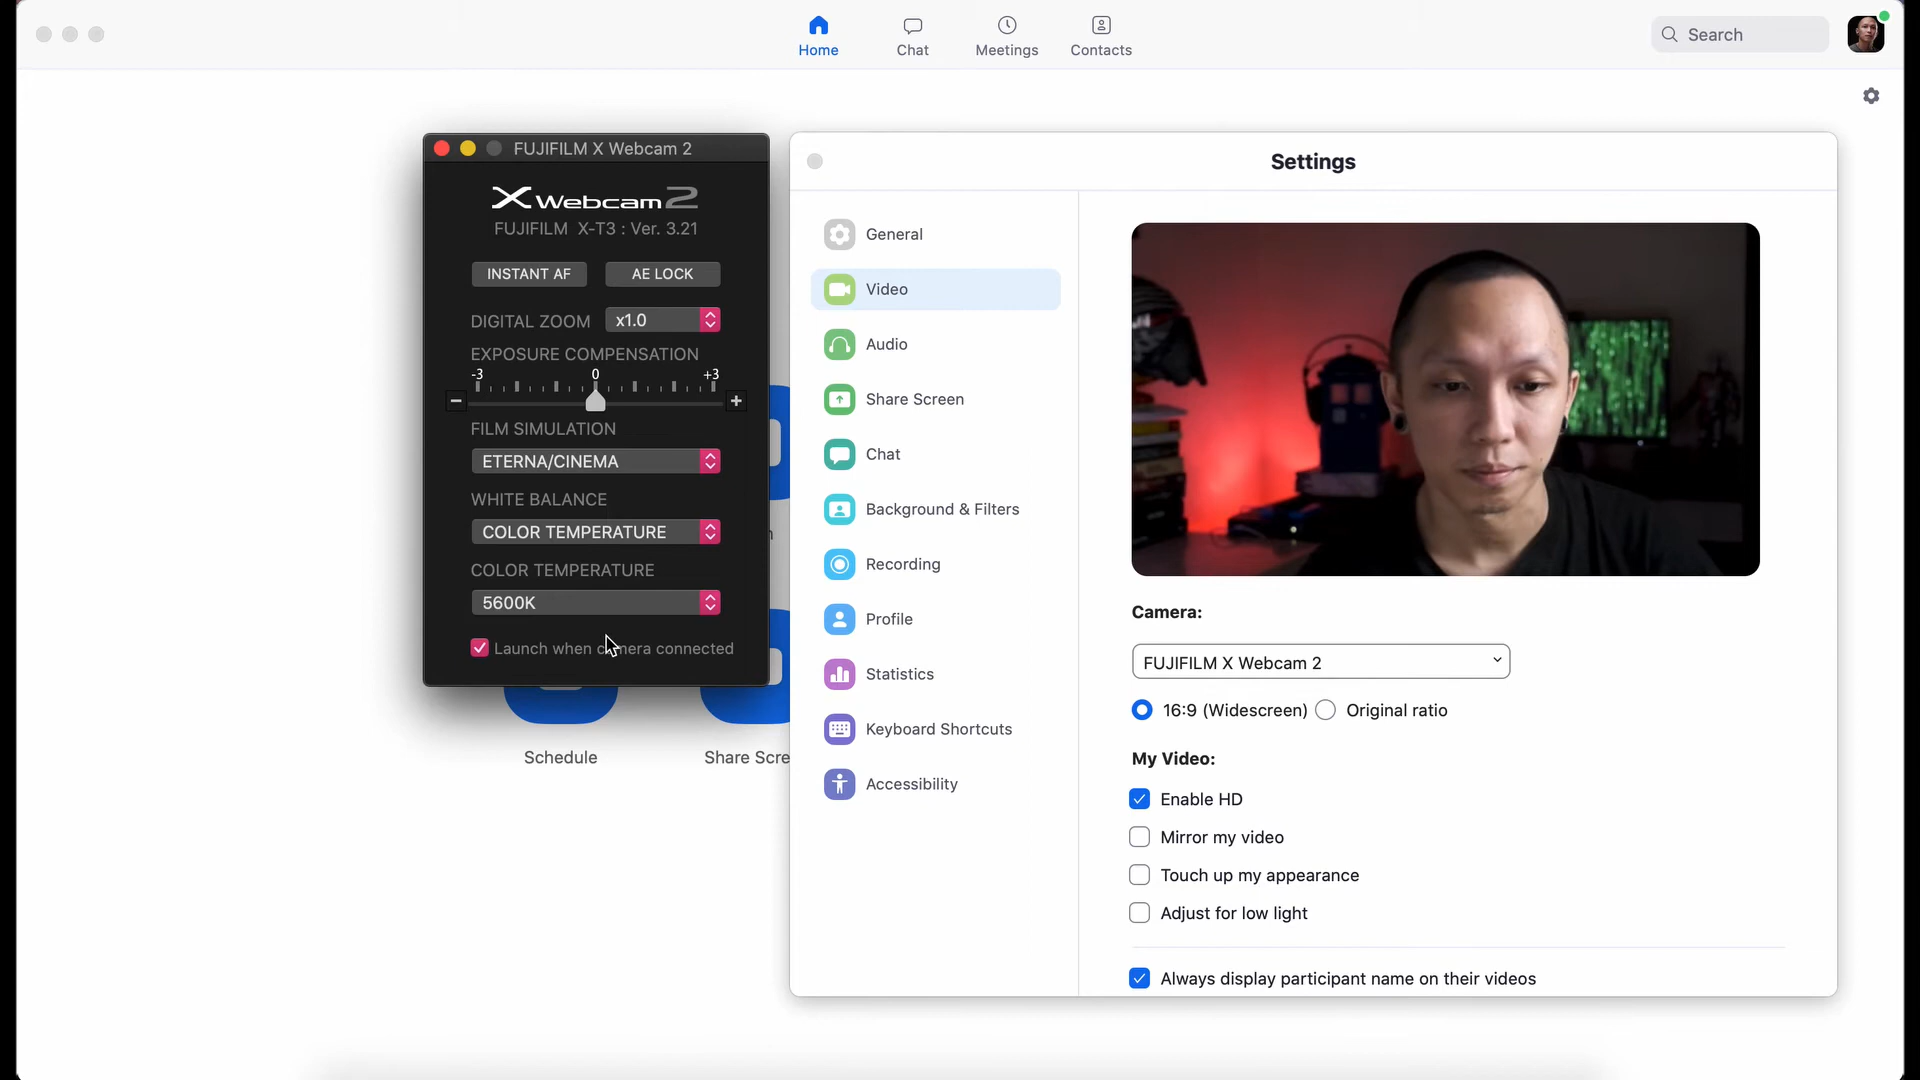 Home
Chat
Meetings
Contacts
Search
FUJIFILM X Webcam 2
X Webcam 2
FUJIFILM X-T3 : Ver. 3.21
INSTANT AF
AE LOCK
DIGITAL ZOOM
x1.0
EXPOSURE COMPENSATION
-3 0 +3
− +
FILM SIMULATION
ETERNA/CINEMA
WHITE BALANCE
COLOR TEMPERATURE
COLOR TEMPERATURE
5600K
Launch when camera connected
Schedule
Share Scre
Settings
General
Video
Audio
Share Screen
Chat
Background & Filters
Recording
Profile
Statistics
Keyboard Shortcuts
Accessibility
Camera:
FUJIFILM X Webcam 2
16:9 (Widescreen) Original ratio
My Video:
Enable HD
Mirror my video
Touch up my appearance
Adjust for low light
Always display participant name on their videos